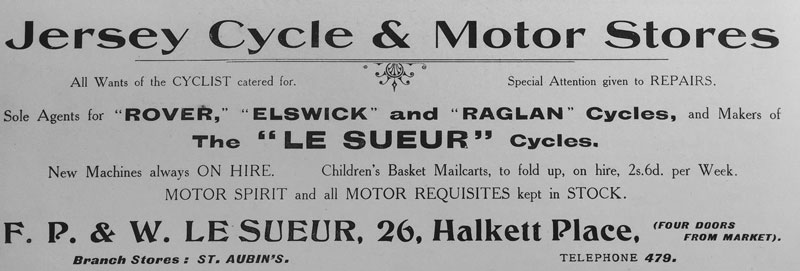 Jersey Cycle & Motor Stores
All Wants of the CYCLIST catered for. Special Attention given to REPAIRS.
Sole Agents for "ROVER," "ELSWICK" and "RAGLAN" Cycles, and Makers of
The "LE SUEUR" Cycles.
New Machines always ON HIRE. Children's Basket Mailcarts, to fold up, on hire, 2s.6d. per Week.
MOTOR SPIRIT and all MOTOR REQUISITES kept in STOCK.
F. P. & W. LE SUEUR, 26, Halkett Place, (FOUR DOORS FROM MARKET).
Branch Stores: ST. AUBIN'S. TELEPHONE 479.